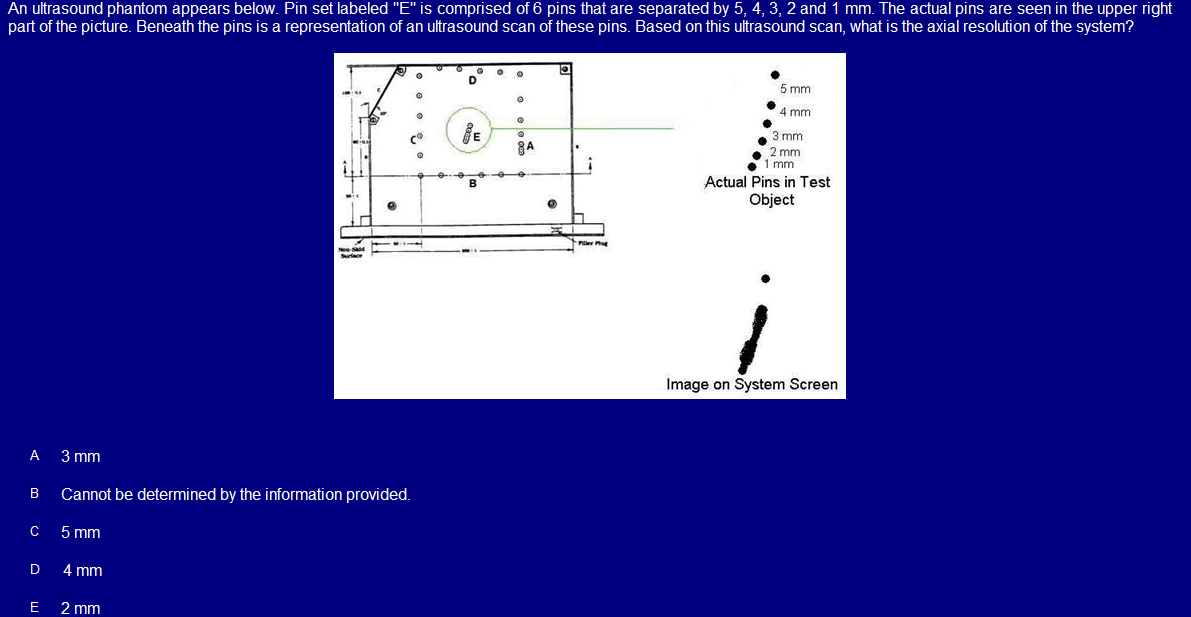 An ultrasound phantom appears below. Pin set labeled "E" is comprised of 6 pins that are separated by 5, 4, 3, 2 and 1 mm. The actual pins are seen in the upper right
part of the picture. Beneath the pins is a representation of an ultrasound scan of these pins. Based on this ultrasound scan, what is the axial resolution of the system?
D
C
E
A
B
Non-Skid
Surface
Filler Plug
5 mm
4 mm
3 mm
2 mm
1 mm
Actual Pins in Test
Object
Image on System Screen
A 3 mm
B Cannot be determined by the information provided.
C 5 mm
D 4 mm
E 2 mm